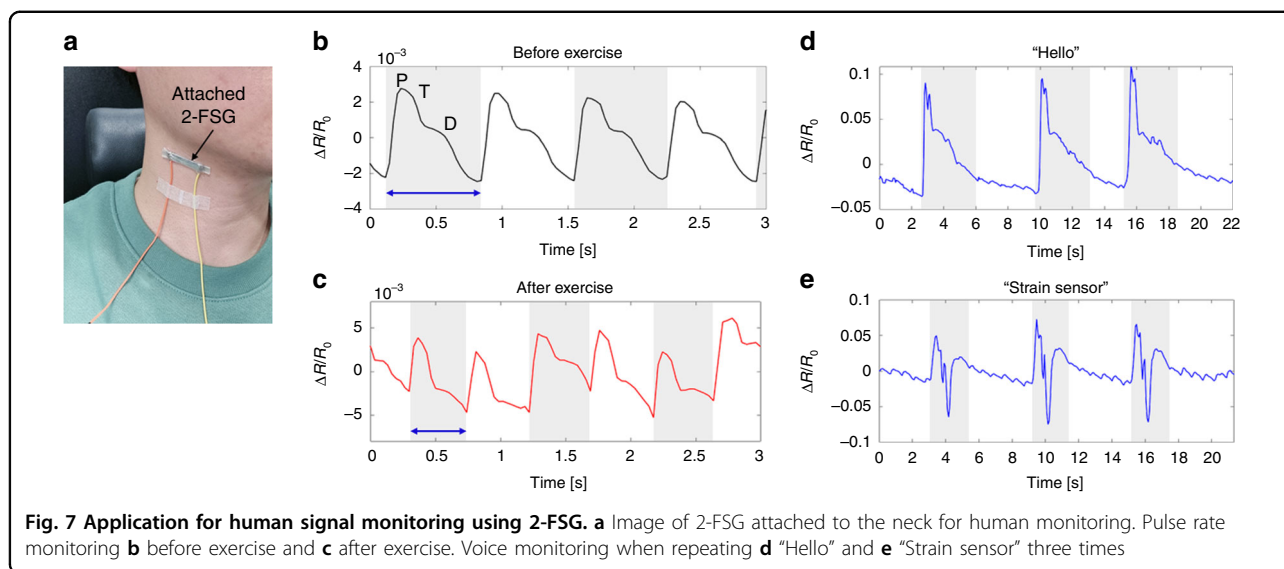 a
Attached
2-FSG
b
Before exercise
10⁻³
4
2
0
−2
−4
P
T
D
ΔR/R₀
0 0.5 1 1.5 2 2.5 3
Time [s]
c
After exercise
10⁻³
5
0
−5
ΔR/R₀
0 0.5 1 1.5 2 2.5 3
Time [s]
d
“Hello”
0.1
0.05
0
−0.05
ΔR/R₀
0 2 4 6 8 10 12 14 16 18 20 22
Time [s]
e
“Strain sensor”
0.1
0.05
0
−0.05
−0.1
ΔR/R₀
0 2 4 6 8 10 12 14 16 18 20
Time [s]
Fig. 7 Application for human signal monitoring using 2-FSG. a Image of 2-FSG attached to the neck for human monitoring. Pulse rate
monitoring b before exercise and c after exercise. Voice monitoring when repeating d “Hello” and e “Strain sensor” three times